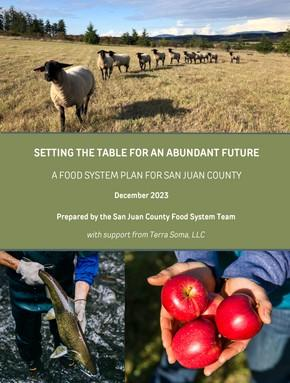 SETTING THE TABLE FOR AN ABUNDANT FUTURE
A FOOD SYSTEM PLAN FOR SAN JUAN COUNTY
December 2023
Prepared by the San Juan County Food System Team
with support from Terra Soma, LLC